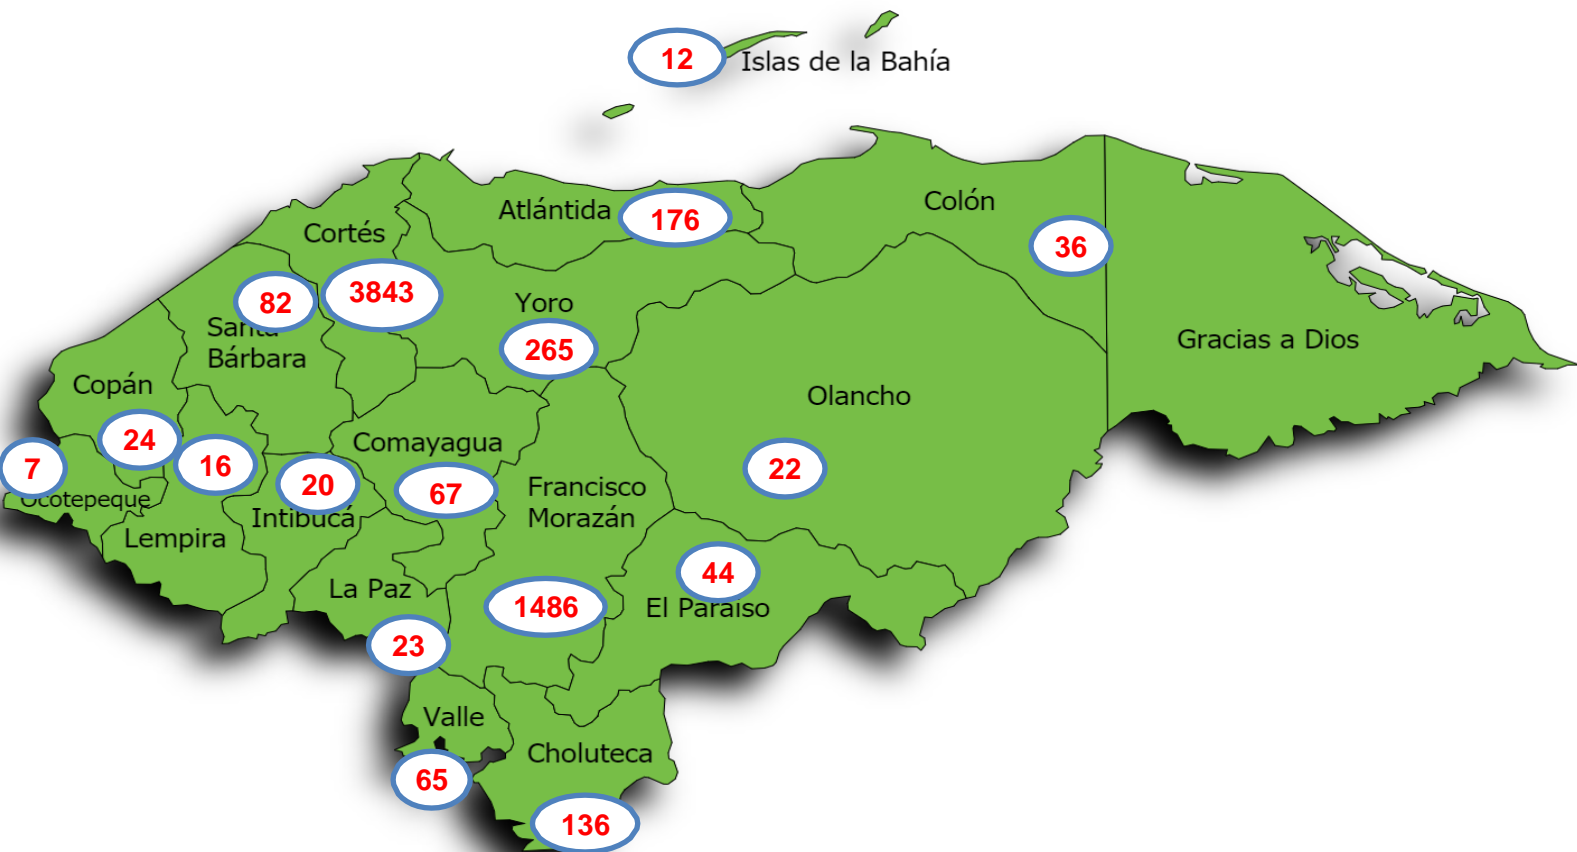 12
Islas de la Bahía
Atlántida
176
Colón
36
Cortés
3843
82
Santa
Bárbara
Yoro
265
Gracias a Dios
Copán
24
Olancho
22
7
Ocotepeque
16
20
Intibucá
Comayagua
67
Francisco
Morazán
Lempira
La Paz
23
1486
44
El Paraíso
Valle
65
Choluteca
136